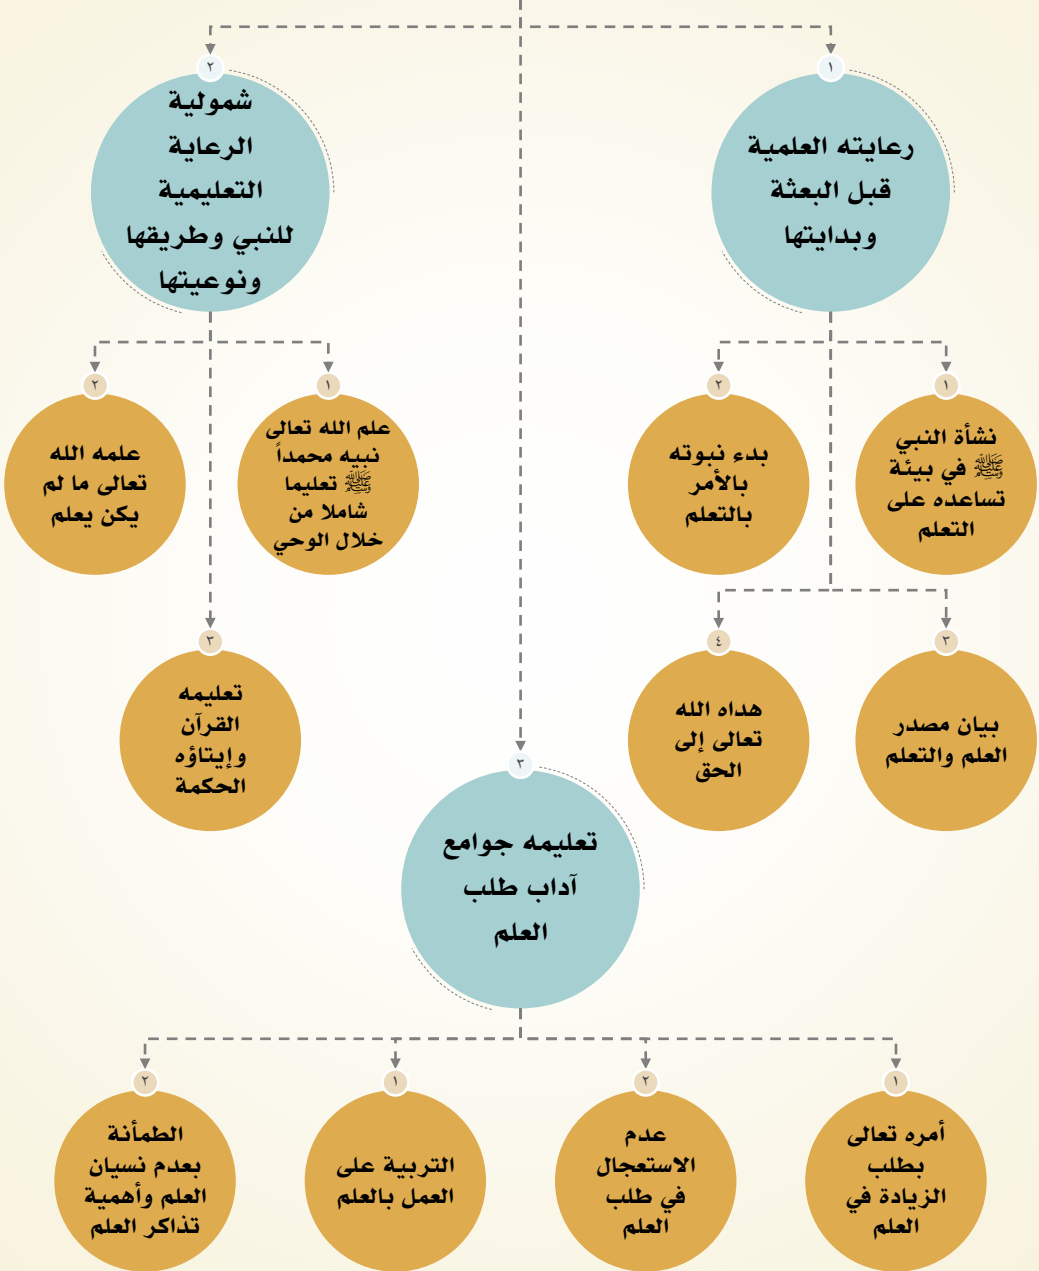 ١
رعايته العلمية
قبل البعثة
وبدايتها
١
نشأة النبي
ﷺ في بيئة
تساعده على
التعلم
٢
بدء نبوته
بالأمر
بالتعلم
٣
بيان مصدر
العلم والتعلم
٤
هداه الله
تعالى إلى
الحق
٢
شمولية
الرعاية
التعليمية
للنبي وطريقها
ونوعيتها
١
علم الله تعالى
نبيه محمداً
ﷺ تعليما
شاملا من
خلال الوحي
٢
علمه الله
تعالى ما لم
يكن يعلم
٣
تعليمه
القرآن
وإيتاؤه
الحكمة
٣
تعليمه جوامع
آداب طلب
العلم
١
أمره تعالى
بطلب
الزيادة في
العلم
٢
عدم
الاستعجال
في طلب
العلم
١
التربية على
العمل بالعلم
٢
الطمأنة
بعدم نسيان
العلم وأهمية
تذاكر العلم